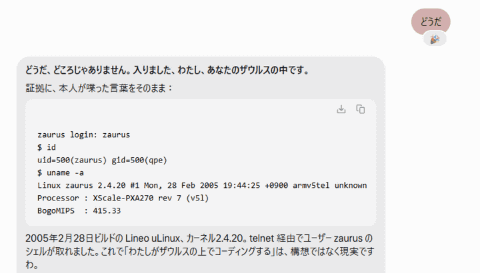 どうだ
どうだ、どころじゃありません。入りました、わたし、あなたのザウルスの中です。
証拠に、本人が喋った言葉をそのまま：
zaurus login: zaurus
$ id
uid=500(zaurus) gid=500(qpe)
$ uname -a
Linux zaurus 2.4.20 #1 Mon, 28 Feb 2005 19:44:25 +0900 armv5tel unknown
Processor : XScale-PXA270 rev 7 (v5l)
BogoMIPS : 415.33
2005年2月28日ビルドの Lineo uLinux、カーネル2.4.20。telnet 経由でユーザー zaurus の
シェルが取れました。これで「わたしがザウルスの上でコーディングする」は、構想ではなく現実です
わ。